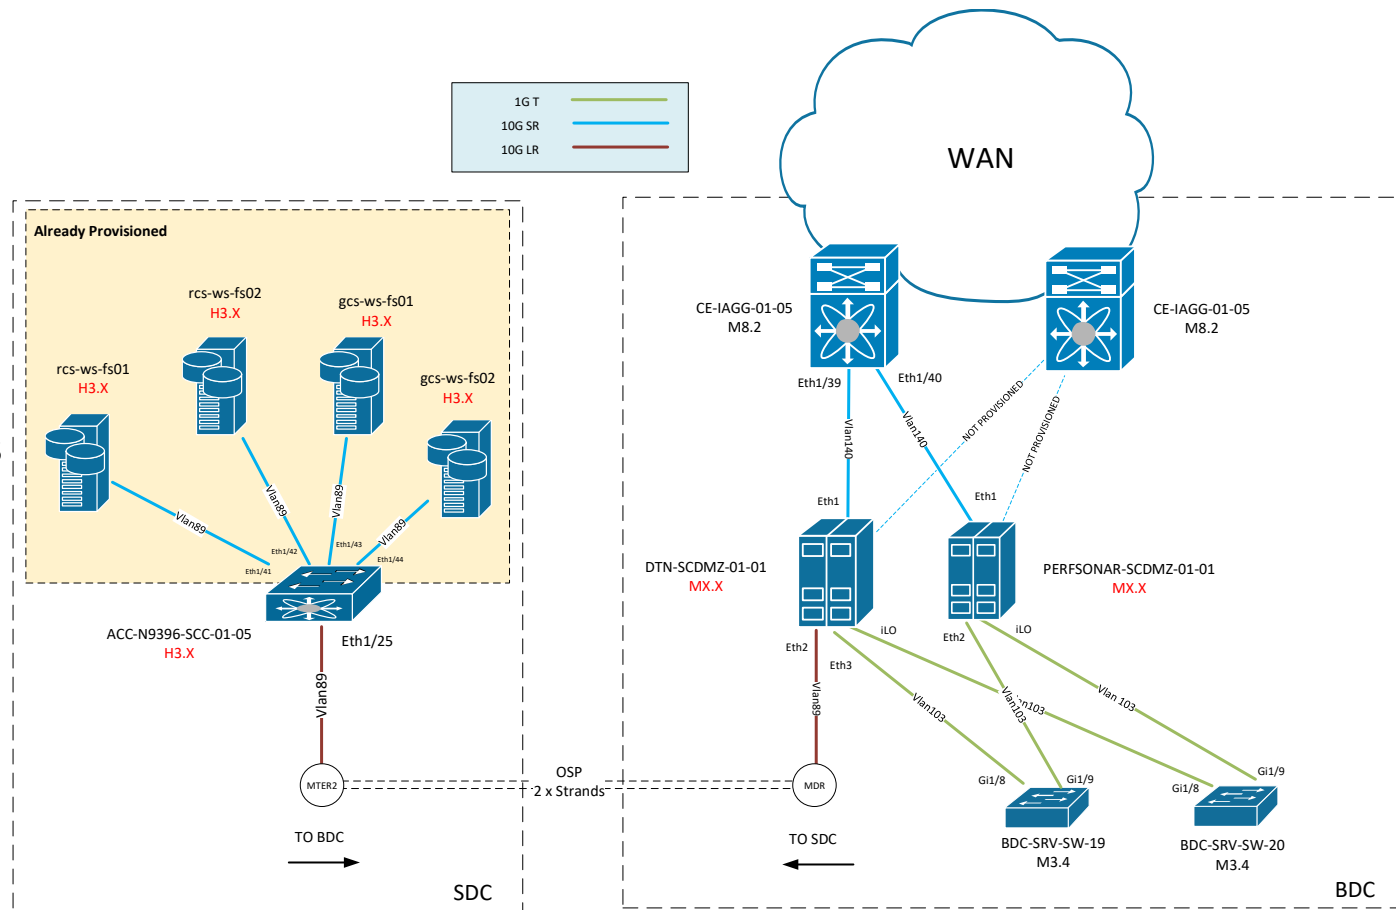 1G T
10G SR
10G LR
WAN
Already Provisioned
rcs-ws-fs02
H3.X
gcs-ws-fs01
H3.X
rcs-ws-fs01
H3.X
gcs-ws-fs02
H3.X
CE-IAGG-01-05
M8.2
CE-IAGG-01-05
M8.2
Eth1/39
Eth1/40
Vlan140
Vlan140
NOT PROVISIONED
NOT PROVISIONED
Vlan89
Vlan89
Vlan89
Vlan89
Eth1/41
Eth1/42
Eth1/43
Eth1/44
Eth1
Eth1
DTN-SCDMZ-01-01
MX.X
PERFSONAR-SCDMZ-01-01
MX.X
ACC-N9396-SCC-01-05
H3.X
Eth1/25
Vlan89
Eth2
Eth3
iLO
Eth2
iLO
Vlan89
Vlan103
Vlan103
Vlan 103
MTER2
OSP
2 x Strands
MDR
Gi1/8
Gi1/9
Gi1/8
Gi1/9
TO BDC
TO SDC
BDC-SRV-SW-19
M3.4
BDC-SRV-SW-20
M3.4
SDC
BDC